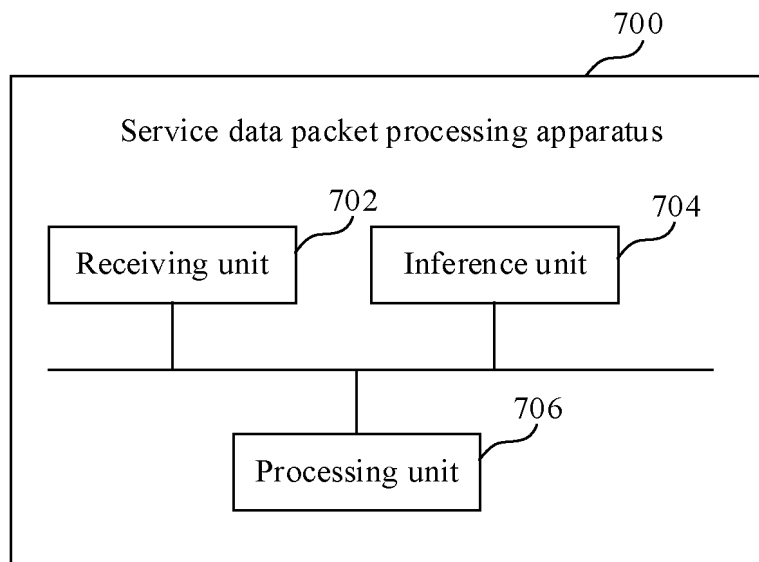 700
Service data packet processing apparatus
702
704
Receiving unit
Inference unit
706
Processing unit